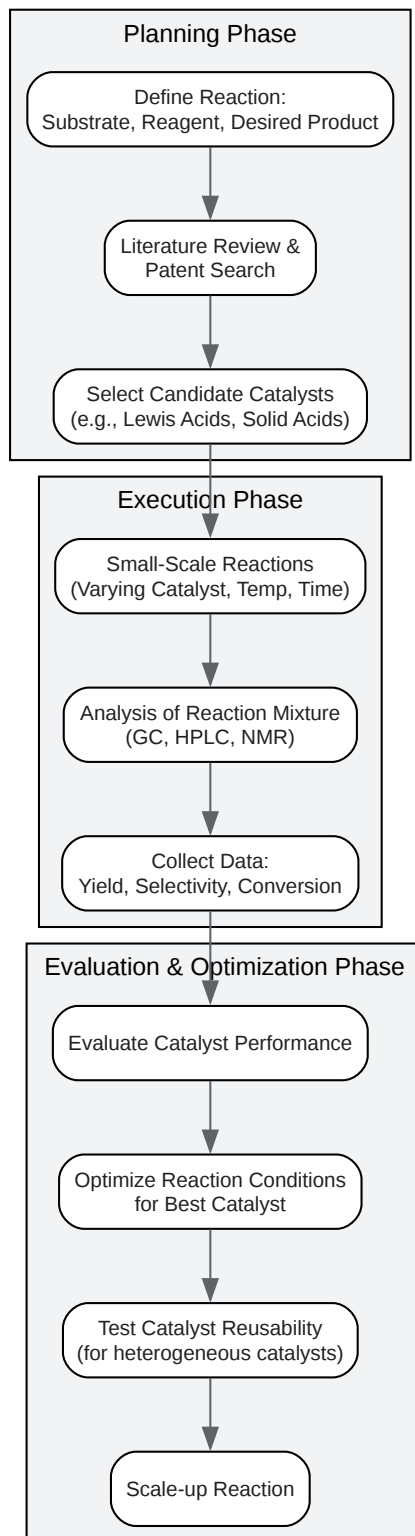 Planning Phase
Define Reaction:
Substrate, Reagent, Desired Product
Literature Review &
Patent Search
Select Candidate Catalysts
(e.g., Lewis Acids, Solid Acids)
Execution Phase
Small-Scale Reactions
(Varying Catalyst, Temp, Time)
Analysis of Reaction Mixture
(GC, HPLC, NMR)
Collect Data:
Yield, Selectivity, Conversion
Evaluation & Optimization Phase
Evaluate Catalyst Performance
Optimize Reaction Conditions
for Best Catalyst
Test Catalyst Reusability
(for heterogeneous catalysts)
Scale-up Reaction